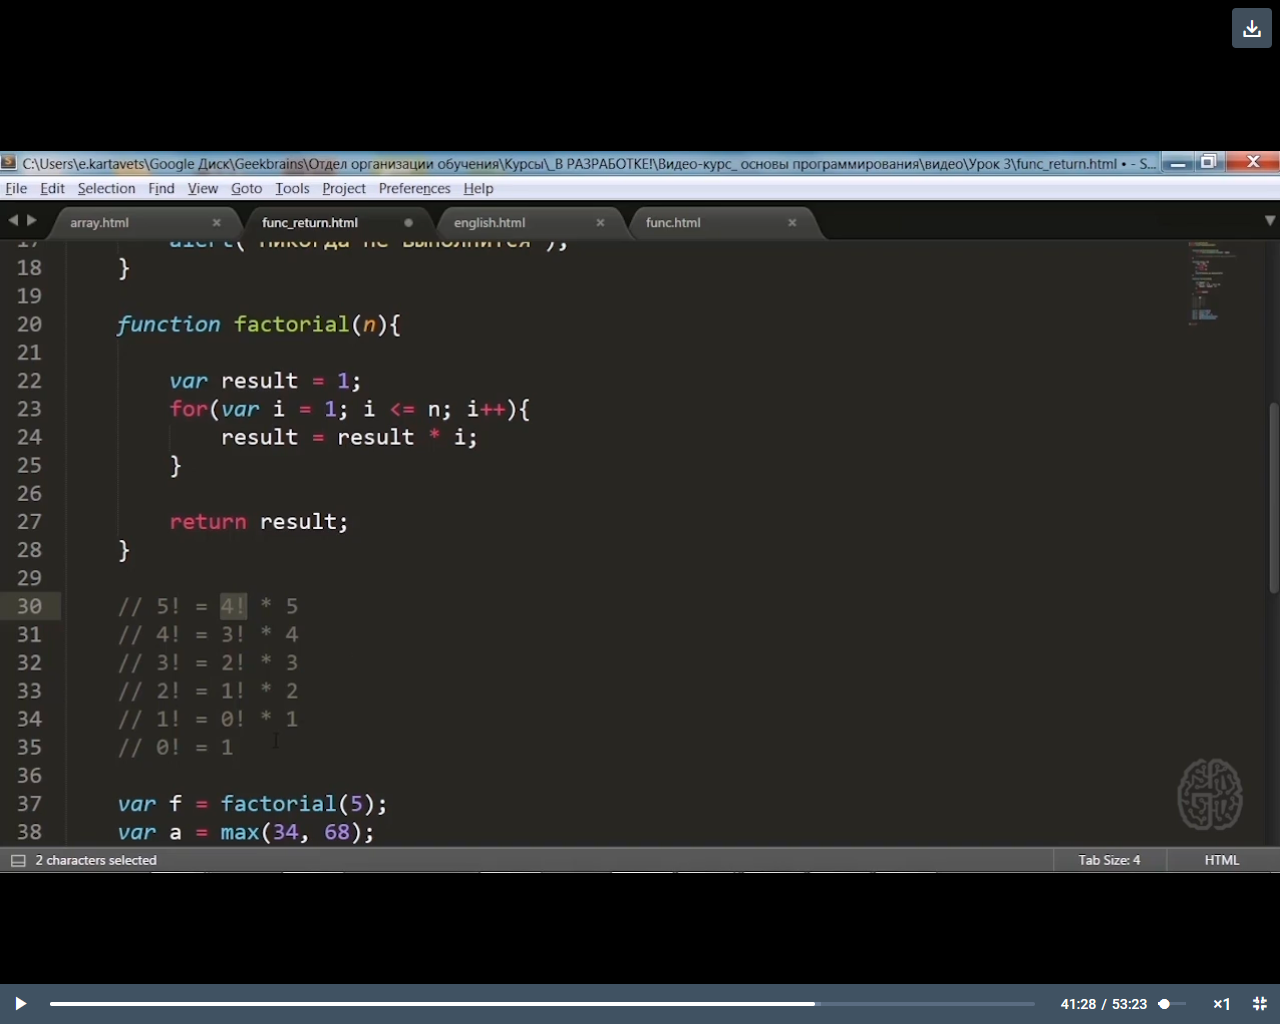 C:\Users\e.kartavets\Google Диск\Geekbrains\Отдел организации обучения\Курсы\_В РАЗРАБОТКЕ!\Видео-курс_ основы программирования\видео\Урок 3\func_return.html • - S...
File Edit Selection Find View Goto Tools Project Preferences Help
array.html × func_return.html english.html × func.html ×
17 alert("Никогда не выполнится");
18 }
19
20 function factorial(n){
21
22 var result = 1;
23 for(var i = 1; i <= n; i++){
24 result = result * i;
25 }
26
27 return result;
28 }
29
30 // 5! = 4! * 5
31 // 4! = 3! * 4
32 // 3! = 2! * 3
33 // 2! = 1! * 2
34 // 1! = 0! * 1
35 // 0! = 1
36
37 var f = factorial(5);
38 var a = max(34, 68);
2 characters selected Tab Size: 4 HTML
41:28 / 53:23 ×1